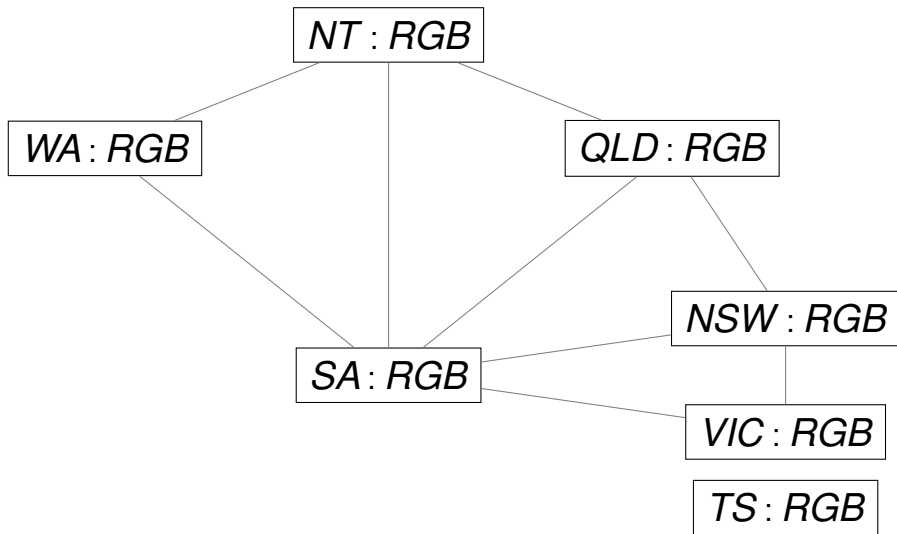 NT : RGB
WA : RGB
QLD : RGB
NSW : RGB
SA : RGB
VIC : RGB
TS : RGB